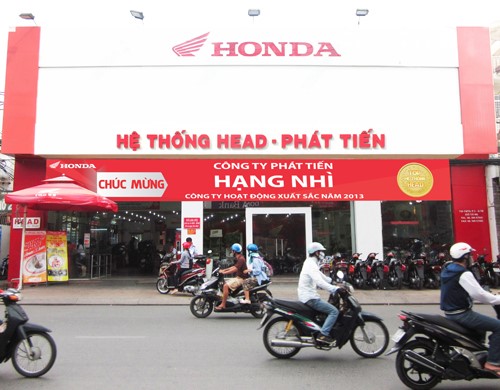 HONDA
HỆ THỐNG HEAD - PHÁT TIẾN
HONDA
CHÚC MỪNG
CÔNG TY PHÁT TIẾN
HẠNG NHÌ
CÔNG TY HOẠT ĐỘNG XUẤT SẮC NĂM 2013
HEAD